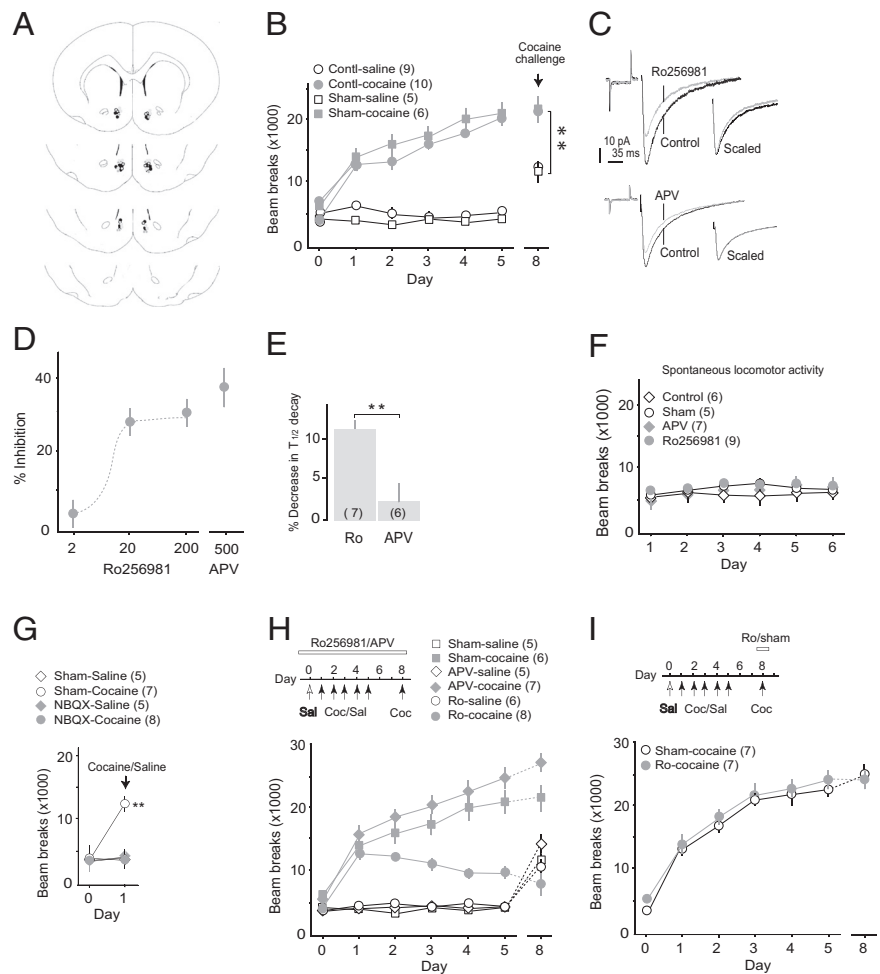 A
B
Cocaine
challenge
Contl-saline (9)
Contl-cocaine (10)
Sham-saline (5)
Sham-cocaine (6)
Beam breaks (x1000)
20
10
0
**
0 1 2 3 4 5 8
Day
C
Ro256981
10 pA
35 ms
Control
Scaled
APV
Control
Scaled
D
% Inhibition
40
20
0
2 20 200 500
Ro256981 APV
E
% Decrease in T1/2 decay
10
5
0
**
(7) (6)
Ro APV
F
Spontaneous locomotor activity
Beam breaks (x1000)
20
10
0
Control (6)
Sham (5)
APV (7)
Ro256981 (9)
1 2 3 4 5 6
Day
G
Sham-Saline (5)
Sham-Cocaine (7)
NBQX-Saline (5)
NBQX-Cocaine (8)
Beam breaks (x1000)
20
10
0
Cocaine/Saline
**
0 1
Day
H
Ro256981/APV
Day 0 2 4 6 8
Sal Coc/Sal Coc
Sham-saline (5)
Sham-cocaine (6)
APV-saline (5)
APV-cocaine (7)
Ro-saline (6)
Ro-cocaine (8)
Beam breaks (x1000)
30
20
10
0
0 1 2 3 4 5 8
Day
I
Ro/sham
Day 0 2 4 6 8
Sal Coc/Sal Coc
Sham-cocaine (7)
Ro-cocaine (7)
Beam breaks (x1000)
30
20
10
0
0 1 2 3 4 5 8
Day